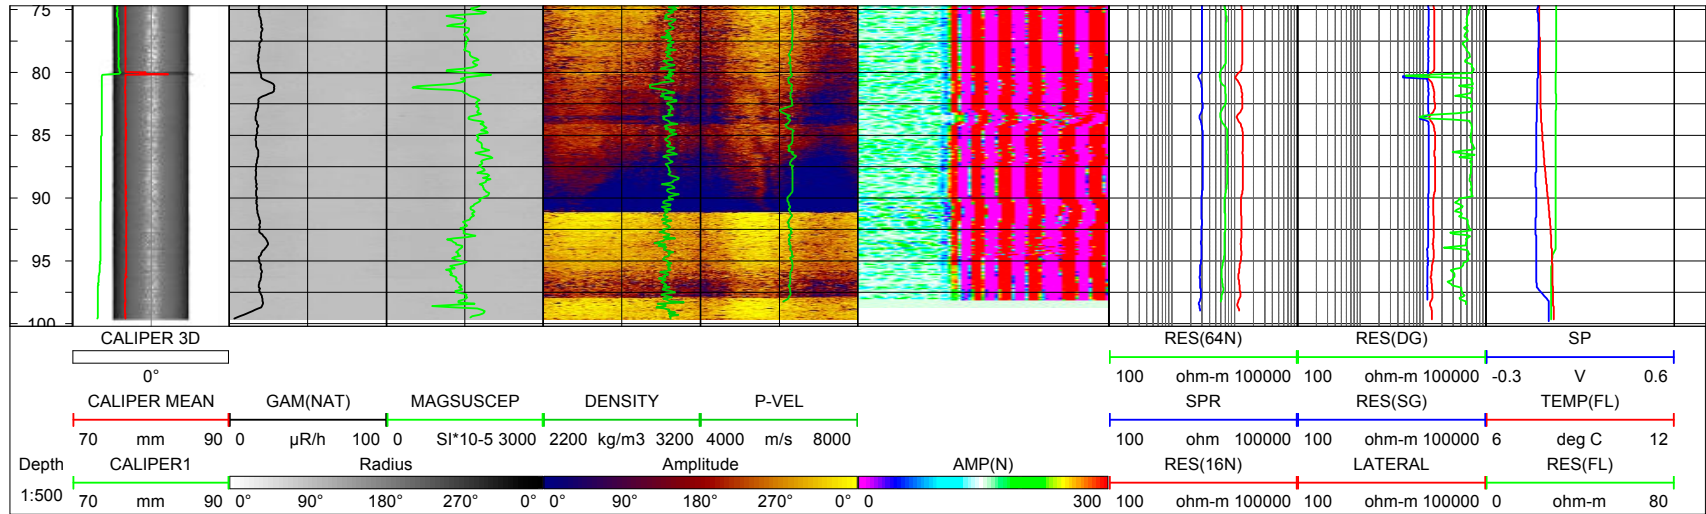 75
80
85
90
95
100
CALIPER 3D
RES(64N)
RES(DG)
SP
0°
100 ohm-m 100000
100 ohm-m 100000
-0.3 V 0.6
CALIPER MEAN
GAM(NAT)
MAGSUSCEP
DENSITY
P-VEL
SPR
RES(SG)
TEMP(FL)
70 mm 90
0 µR/h 100
0 SI*10-5 3000
2200 kg/m3 3200
4000 m/s 8000
100 ohm 100000
100 ohm-m 100000
6 deg C 12
Depth
CALIPER1
Radius
Amplitude
AMP(N)
RES(16N)
LATERAL
RES(FL)
1:500
70 mm 90
0° 90° 180° 270° 0°
0° 90° 180° 270° 0°
0 300
100 ohm-m 100000
100 ohm-m 100000
0 ohm-m 80